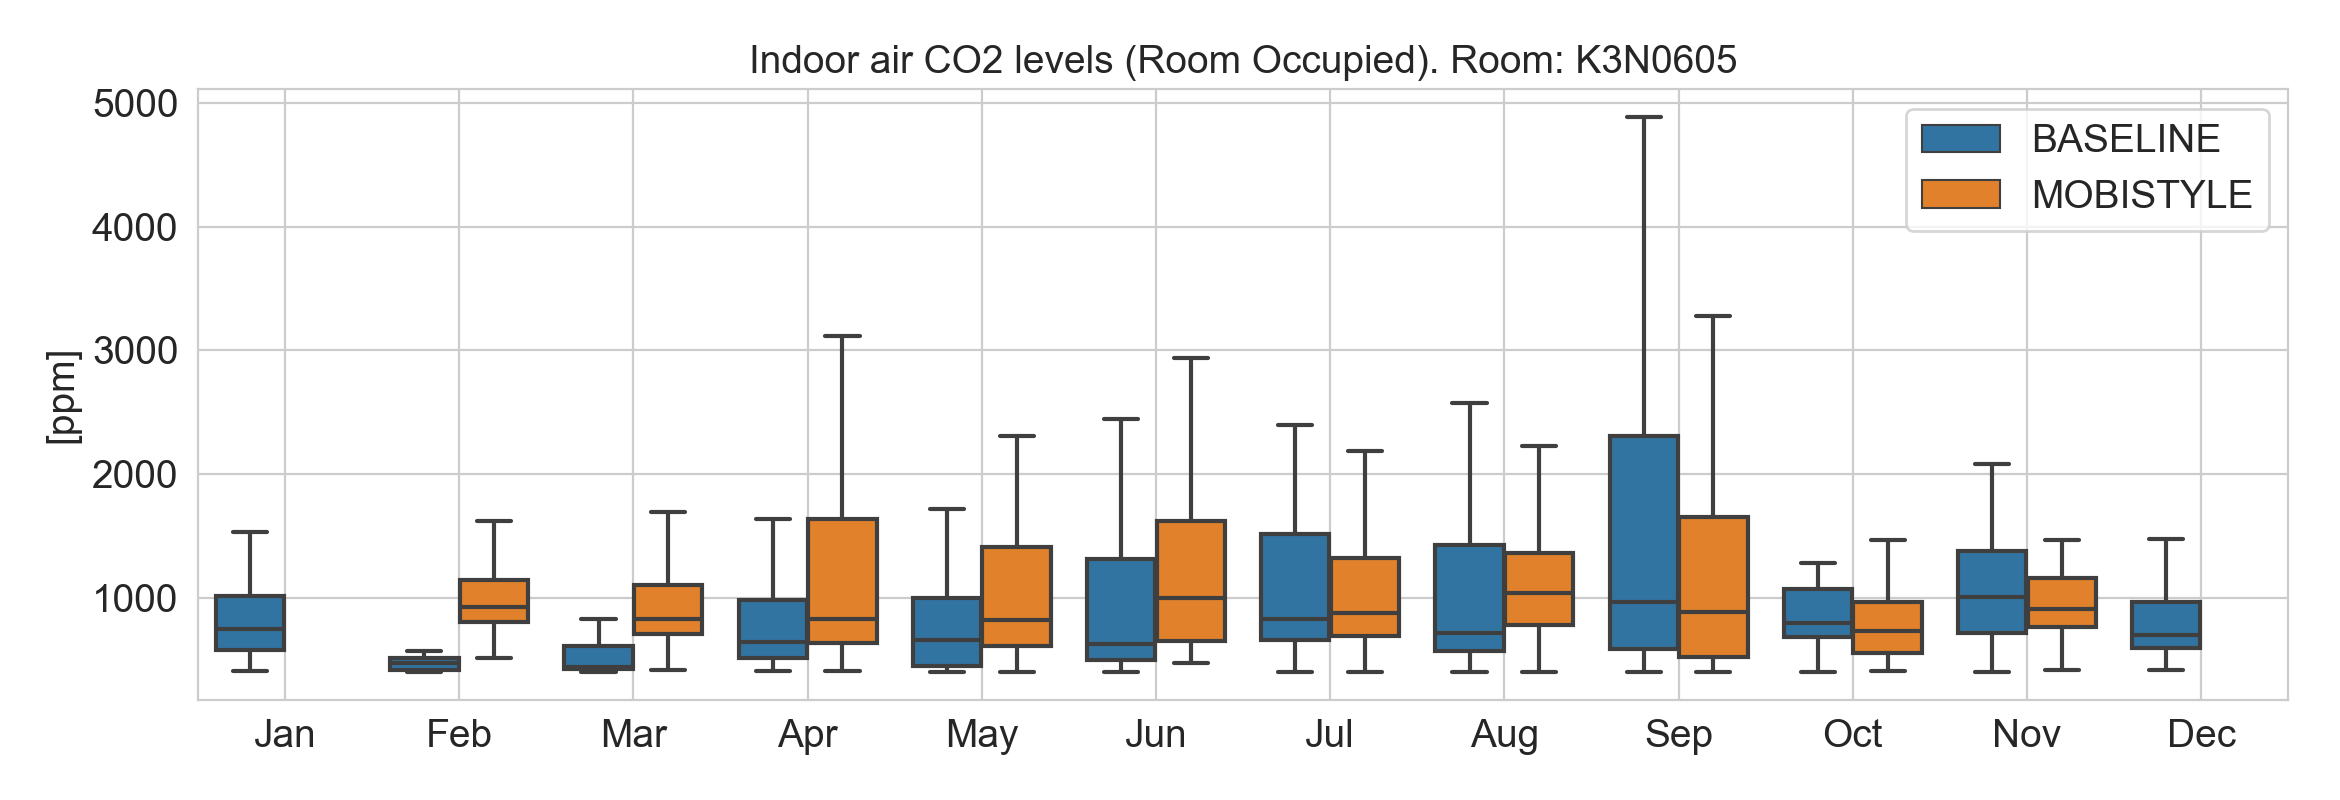 Indoor air CO2 levels (Room Occupied). Room: K3N0605
5000
4000
3000
2000
1000
[ppm]
BASELINE
MOBISTYLE
Jan Feb Mar Apr May Jun Jul Aug Sep Oct Nov Dec